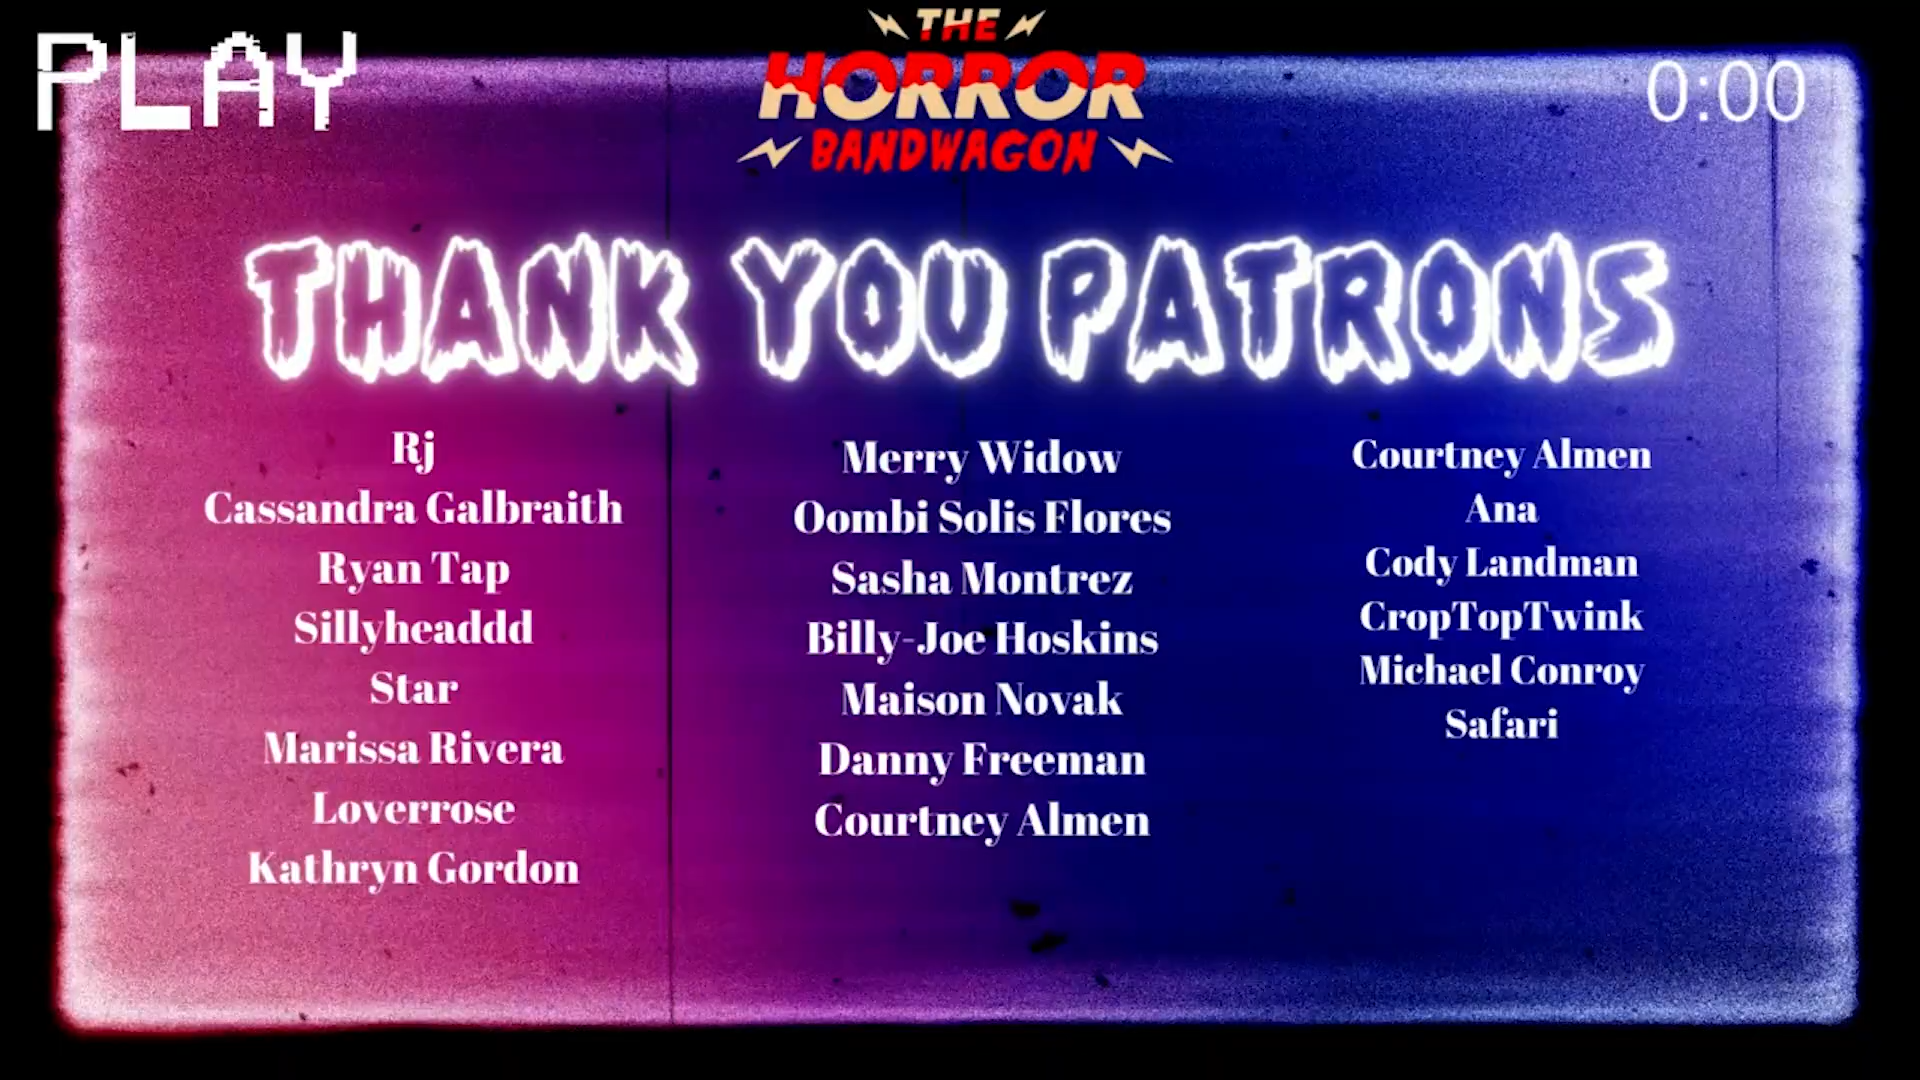 PLAY
THE
HORROR
BANDWAGON
0:00
THANK YOU PATRONS
Rj
Cassandra Galbraith
Ryan Tap
Sillyheaddd
Star
Marissa Rivera
Loverrose
Kathryn Gordon
Merry Widow
Oombi Solis Flores
Sasha Montrez
Billy-Joe Hoskins
Maison Novak
Danny Freeman
Courtney Almen
Courtney Almen
Ana
Cody Landman
CropTopTwink
Michael Conroy
Safari